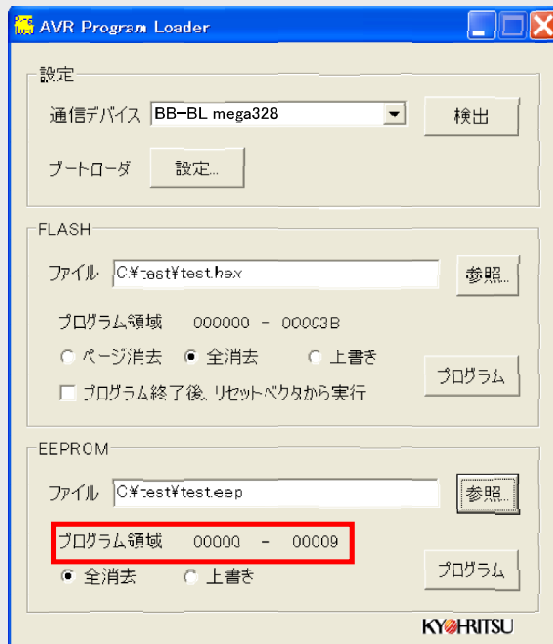 AVR Program Loader
設定
通信デバイス BB-BL mega328 検出
ブートローダ 設定...
FLASH
ファイル C:¥test¥test.hex 参照...
プログラム領域 000000 - 00003B
ページ消去 全消去 上書き
プログラム
プログラム終了後、リセットベクタから実行
EEPROM
ファイル C:¥test¥test.eep 参照...
プログラム領域 00000 - 00009
全消去 上書き プログラム
KYOHRITSU